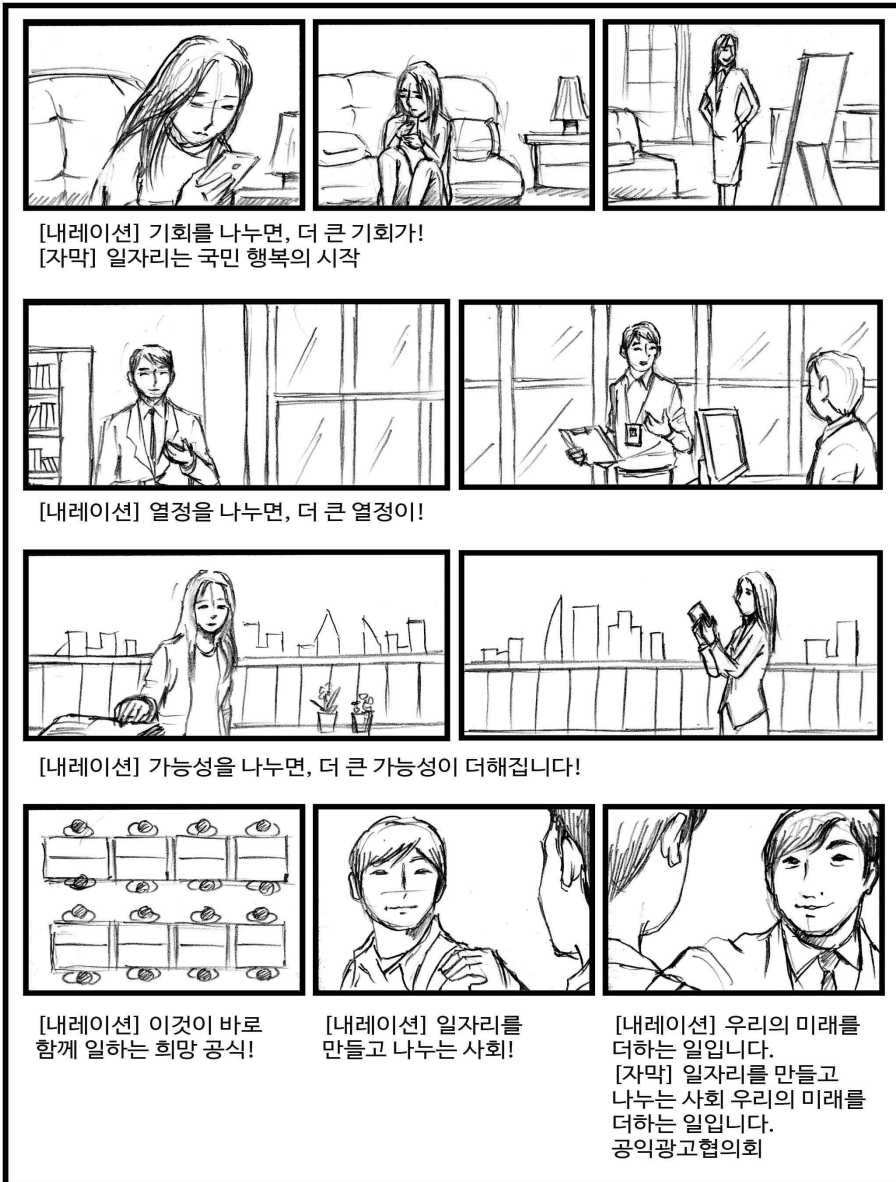 [내레이션] 기회를 나누면, 더 큰 기회가!
[자막] 일자리는 국민 행복의 시작
[내레이션] 열정을 나누면, 더 큰 열정이!
[내레이션] 가능성을 나누면, 더 큰 가능성이 더해집니다!
[내레이션] 이것이 바로
함께 일하는 희망 공식!
[내레이션] 일자리를
만들고 나누는 사회!
[내레이션] 우리의 미래를
더하는 일입니다.
[자막] 일자리를 만들고
나누는 사회 우리의 미래를
더하는 일입니다.
공익광고협의회